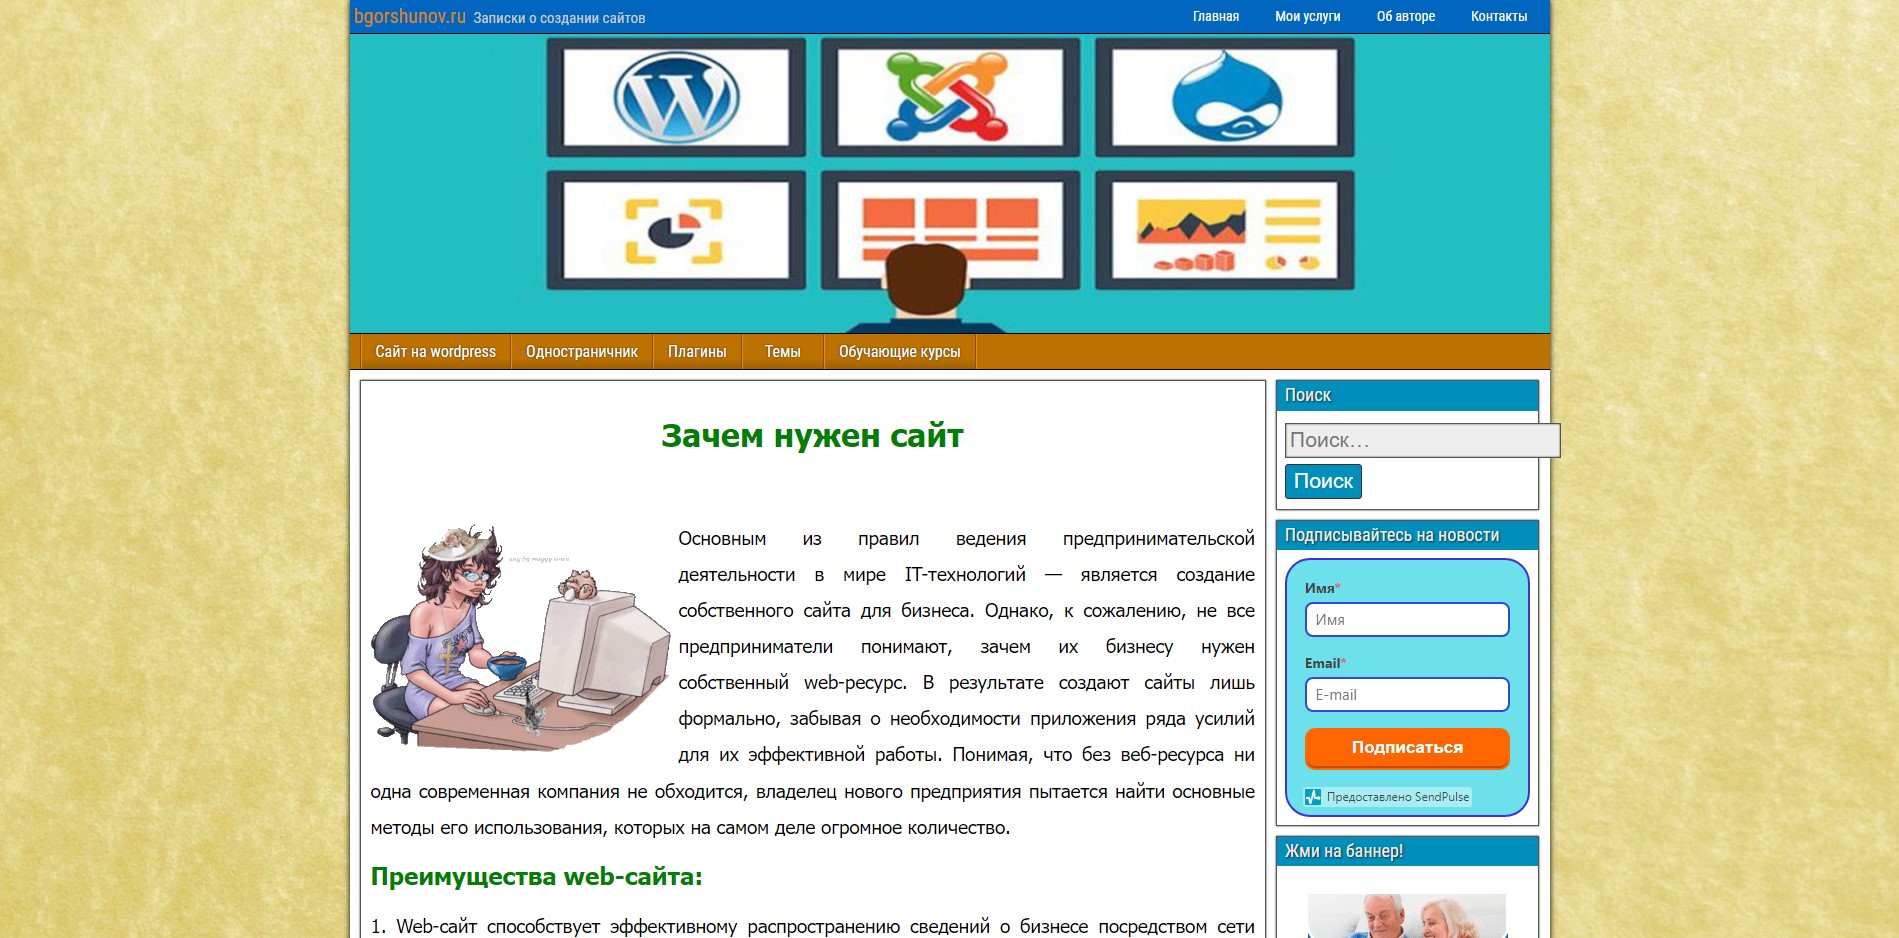 bgorshunov.ru Записки о создании сайтов
Главная Мои услуги Об авторе Контакты
W
Сайт на wordpress Одностраничник Плагины Темы Обучающие курсы
Зачем нужен сайт
Основным из правил ведения предпринимательской
деятельности в мире IT-технологий — является создание
собственного сайта для бизнеса. Однако, к сожалению, не все
предприниматели понимают, зачем их бизнесу нужен
собственный web-ресурс. В результате создают сайты лишь
формально, забывая о необходимости приложения ряда усилий
для их эффективной работы. Понимая, что без веб-ресурса ни
одна современная компания не обходится, владелец нового предприятия пытается найти основные
методы его использования, которых на самом деле огромное количество.
Преимущества web-сайта:
1. Web-сайт способствует эффективному распространению сведений о бизнесе посредством сети
Поиск
Поиск…
Поиск
Подписывайтесь на новости
Имя*
Имя
Email*
E-mail
Подписаться
Предоставлено SendPulse
Жми на баннер!